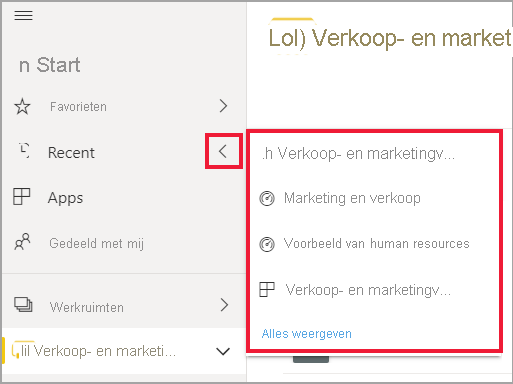 Lol) Verkoop- en market
n Start
Favorieten
Recent
Apps
Gedeeld met mij
Werkruimten
lil Verkoop- en marketi...
.h Verkoop- en marketingv...
Marketing en verkoop
Voorbeeld van human resources
Verkoop- en marketingv...
Alles weergeven